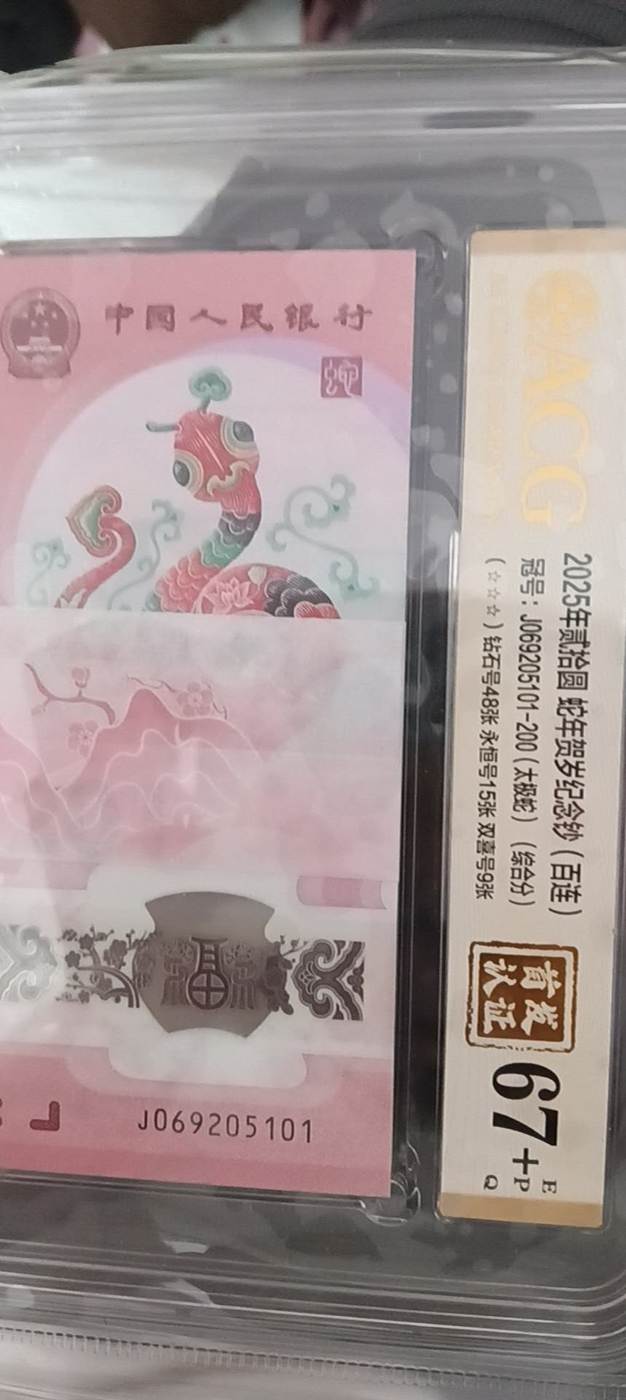 中国人民银行
蛇
J069205101
ACG
2025年贰拾圆 蛇年贺岁纪念钞（百连）
冠号：J069205101-200（太极蛇）（综合分）
（☆☆☆）钻石号48张 永恒号15张 双喜号9张
首发
认证
67+
E
P
Q